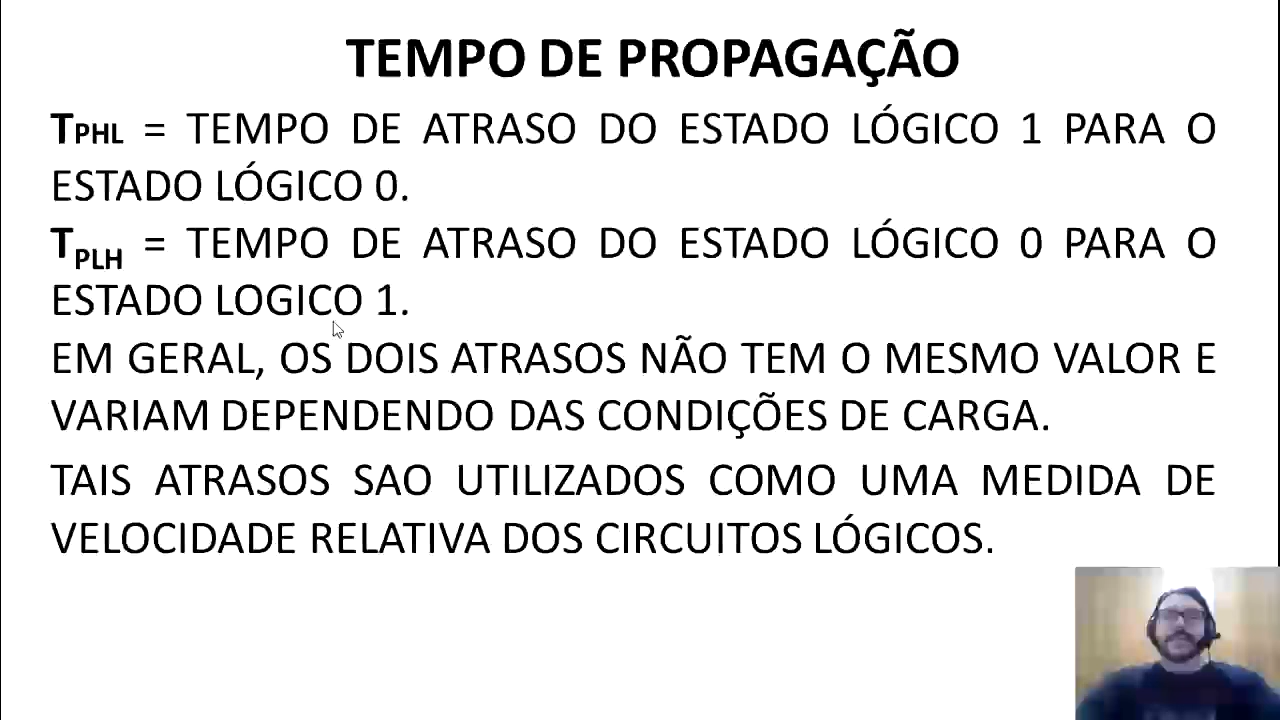 TEMPO DE PROPAGAÇÃO
TPHL = TEMPO DE ATRASO DO ESTADO LÓGICO 1 PARA O
ESTADO LÓGICO 0.
TPLH = TEMPO DE ATRASO DO ESTADO LÓGICO 0 PARA O
ESTADO LOGICO 1.
EM GERAL, OS DOIS ATRASOS NÃO TEM O MESMO VALOR E
VARIAM DEPENDENDO DAS CONDIÇÕES DE CARGA.
TAIS ATRASOS SAO UTILIZADOS COMO UMA MEDIDA DE
VELOCIDADE RELATIVA DOS CIRCUITOS LÓGICOS.